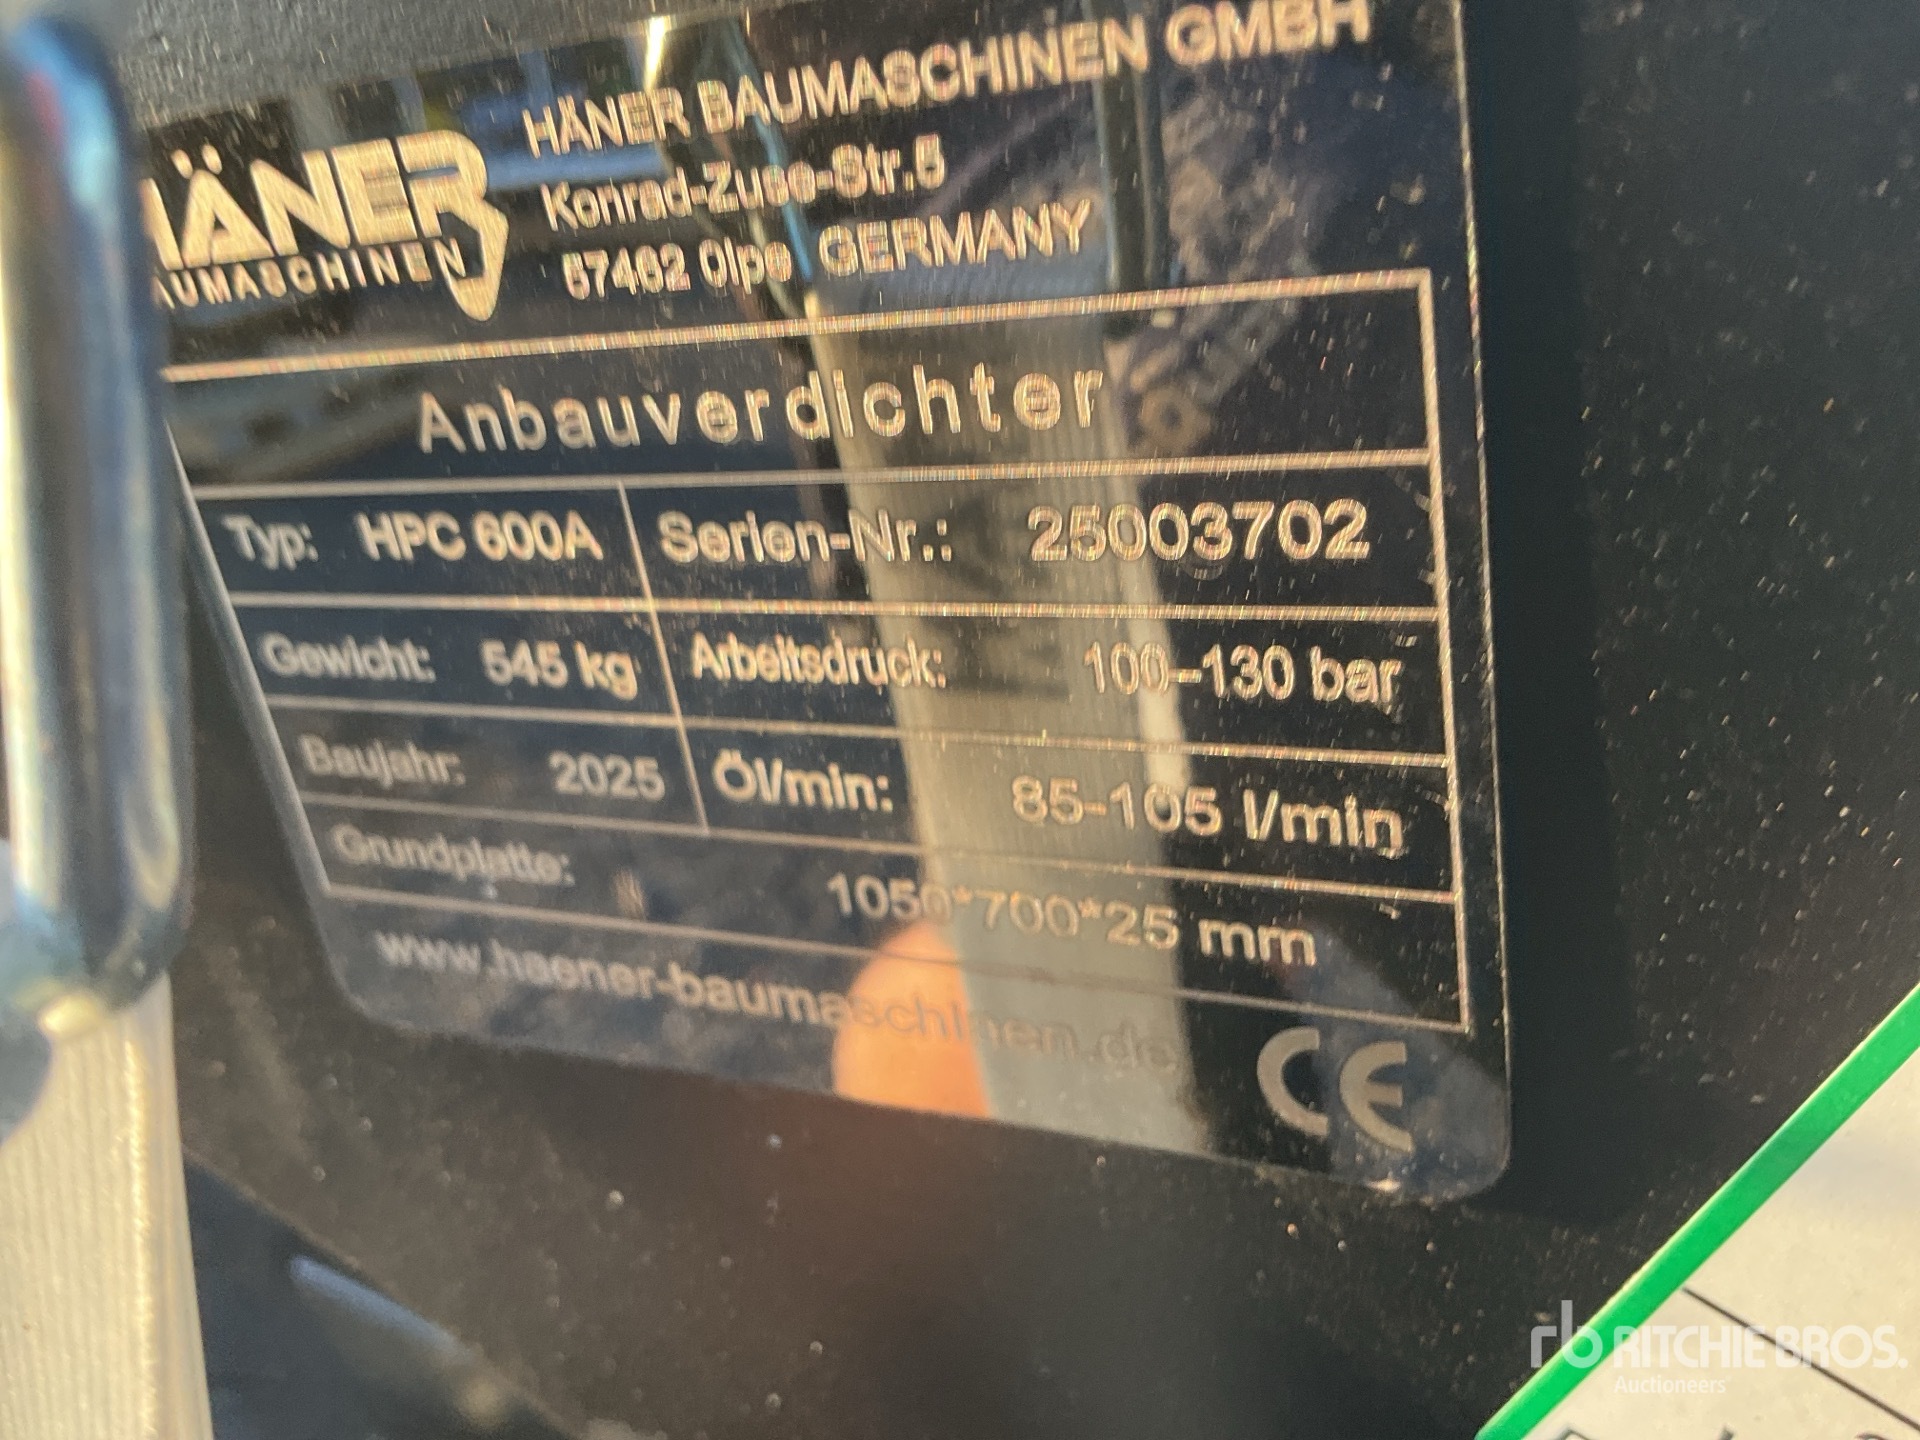 HÄNER
BAUMASCHINEN
HÄNER BAUMASCHINEN GMBH
Konrad-Zuse-Str.5
57462 Olpe GERMANY
Anbauverdichter
Typ: HPC 600A Serien-Nr.: 25003702
Gewicht: 545 kg Arbeitsdruck: 100-130 bar
Baujahr: 2025 Öl/min: 85-105 l/min
Grundplatte: 1050*700*25 mm
www.haener-baumaschinen.de
CE
rb RITCHIE BROS.
Auctioneers